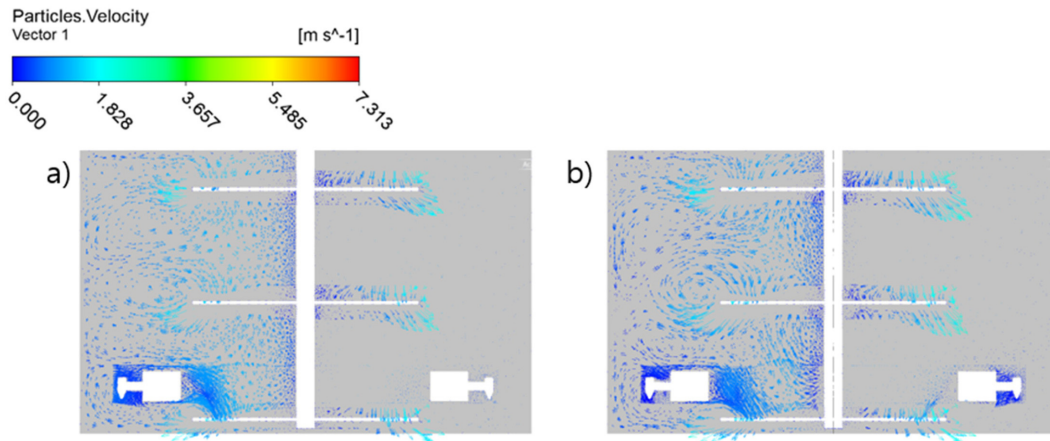 Particles.Velocity
Vector 1
[m s^-1]
0.000
1.828
3.657
5.485
7.313
a)
b)